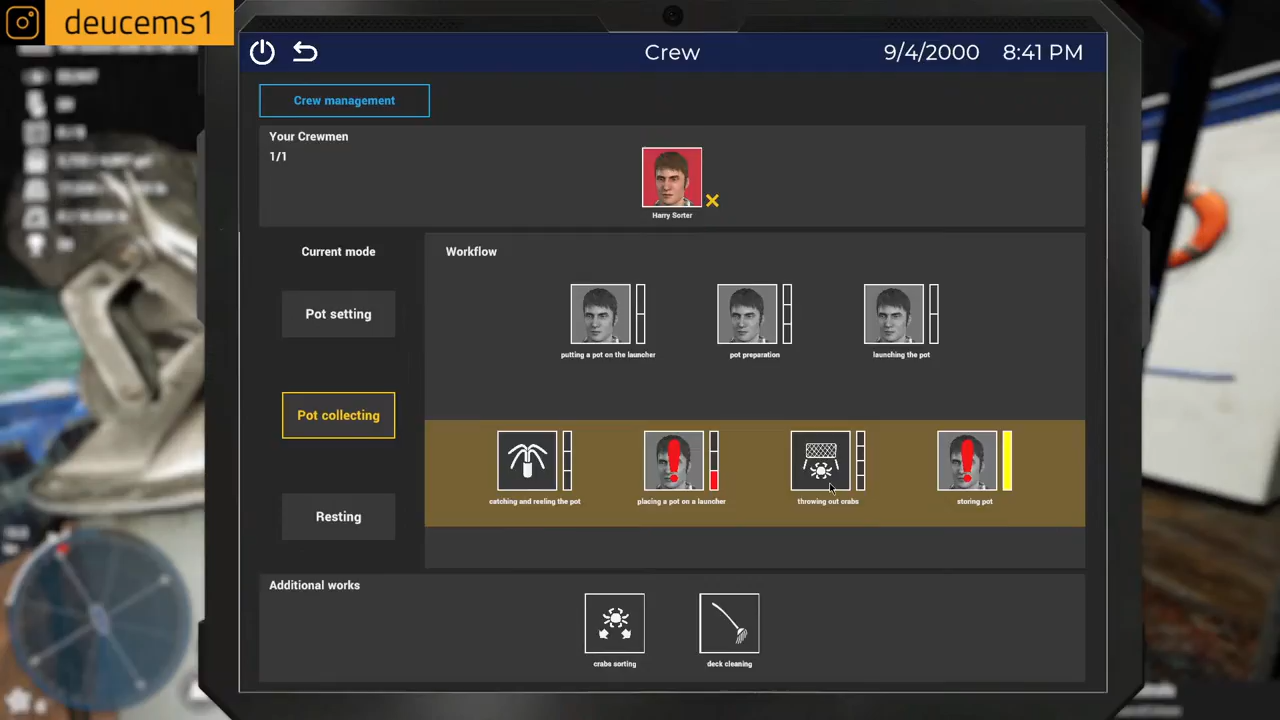 deucems1
Crew
9/4/2000 8:41 PM
Crew management
Your Crewmen
1/1
Harry Sorter
Current mode
Workflow
Pot setting
putting a pot on the launcher
pot preparation
launching the pot
Pot collecting
catching and reeling the pot
placing a pot on a launcher
throwing out crabs
storing pot
Resting
Additional works
crabs sorting
deck cleaning